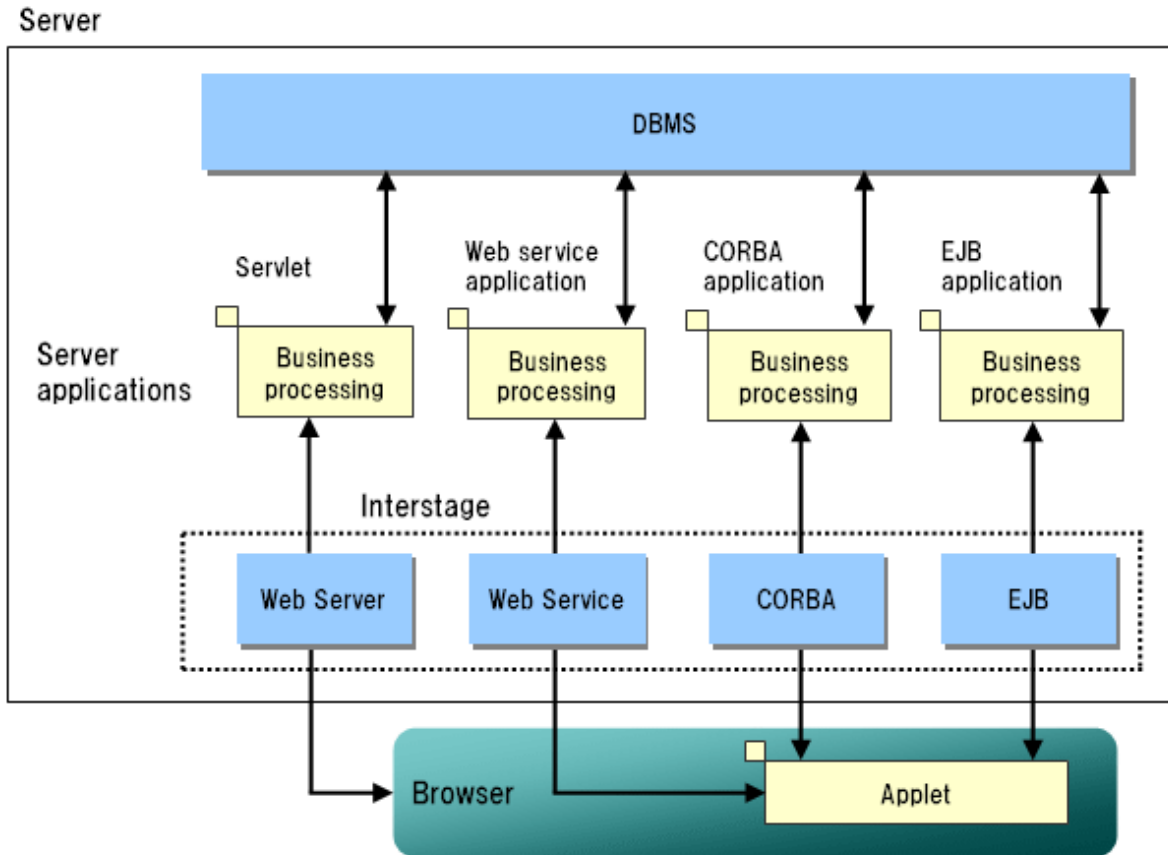 Server
DBMS
Servlet
Web service
application
CORBA
application
EJB
application
Server
applications
Business
processing
Business
processing
Business
processing
Business
processing
Interstage
Web Server
Web Service
CORBA
EJB
Browser
Applet